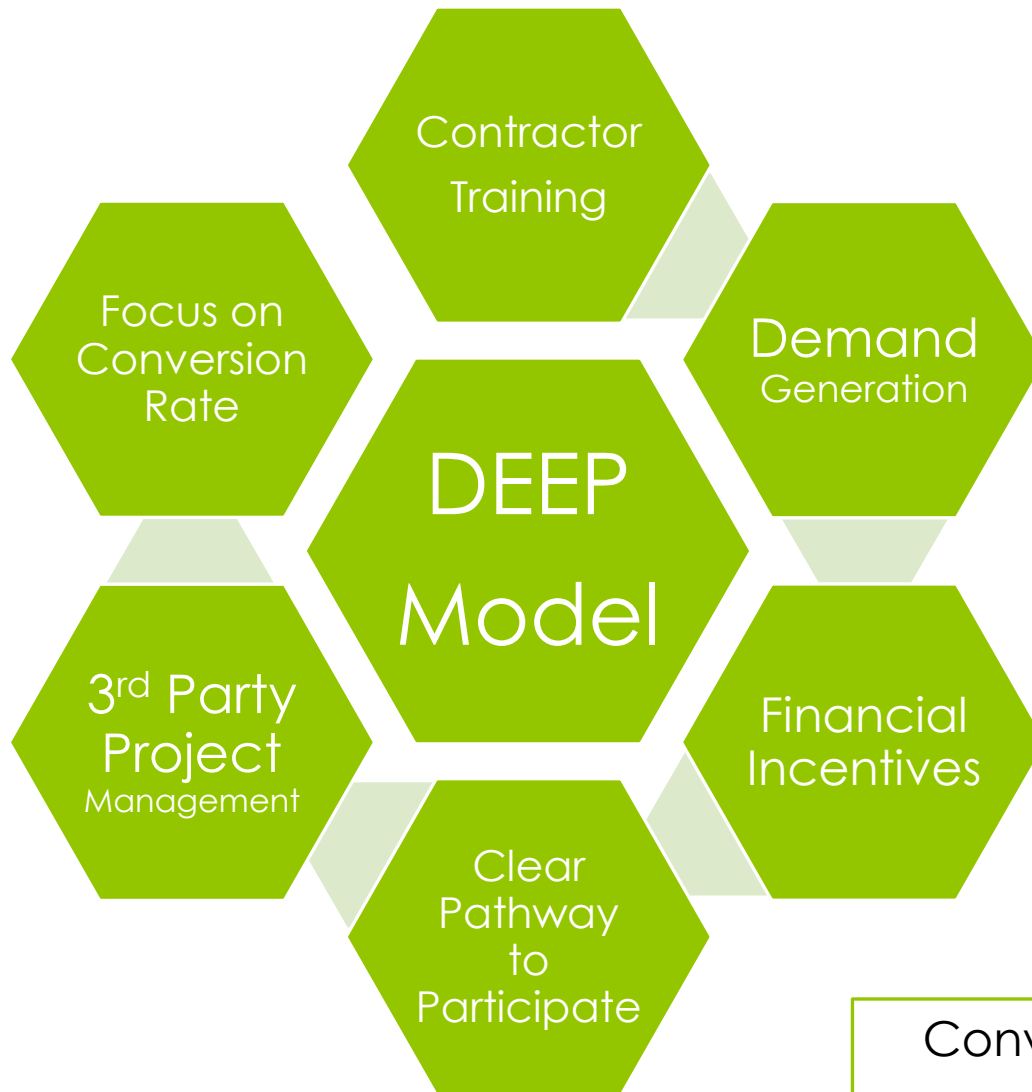 Contractor
Training
Demand
Generation
Financial
Incentives
Clear
Pathway
to
Participate
3rd Party
Project
Management
Focus on
Conversion
Rate
DEEP
Model